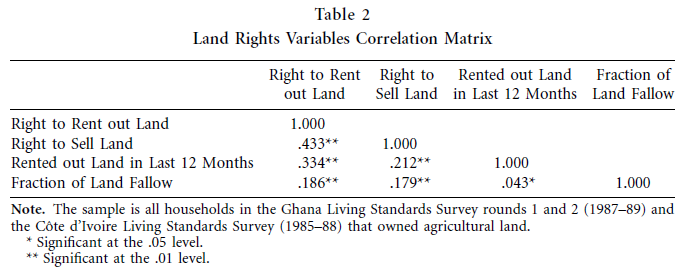 Table 2
Land Rights Variables Correlation Matrix
Right to Rent Right to Rented out Land Fraction of
out Land Sell Land in Last 12 Months Land Fallow
Right to Rent out Land 1.000
Right to Sell Land .433** 1.000
Rented out Land in Last 12 Months .334** .212** 1.000
Fraction of Land Fallow .186** .179** .043* 1.000
Note. The sample is all households in the Ghana Living Standards Survey rounds 1 and 2 (1987–89) and
the Côte d'Ivoire Living Standards Survey (1985–88) that owned agricultural land.
* Significant at the .05 level.
** Significant at the .01 level.